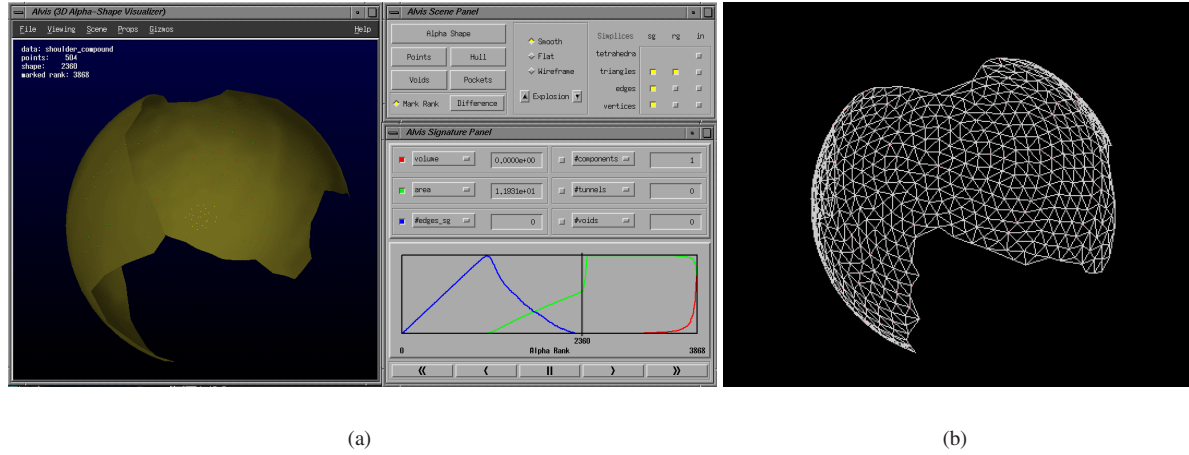 Alvis (3D Alpha-Shape Visualizer)
File Viewing Scene Props Gizmos Help
data: shoulder_compound
points: 504
shape: 2360
marked rank: 3868
Alvis Scene Panel
Alpha Shape
Points Hull
Voids Pockets
Mark Rank Difference
Smooth
Flat
Wireframe
Explosion
Simplices sg rg in
tetrahedra
triangles
edges
vertices
Alvis Signature Panel
volume 0.0000e+00 #components 1
area 1.1931e+01 #tunnels 0
#edges_sg 0 #voids 0
2360
0 Alpha Rank 3868
(a) (b)